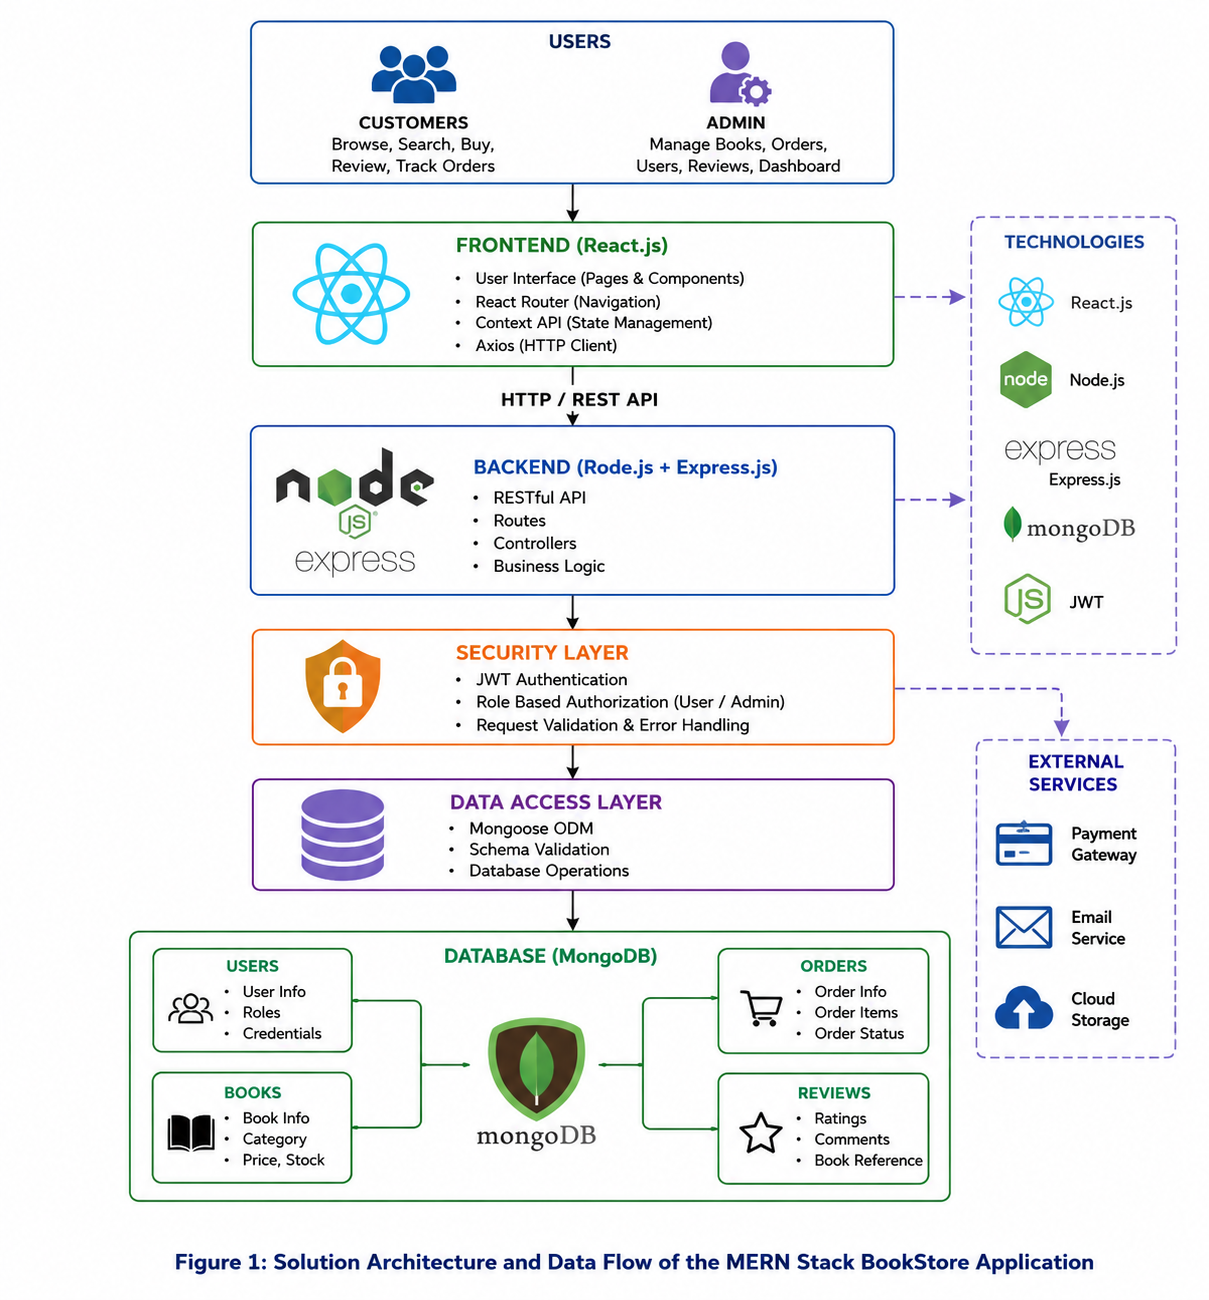 USERS
CUSTOMERS
Browse, Search, Buy,
Review, Track Orders
ADMIN
Manage Books, Orders,
Users, Reviews, Dashboard
FRONTEND (React.js)
• User Interface (Pages & Components)
• React Router (Navigation)
• Context API (State Management)
• Axios (HTTP Client)
HTTP / REST API
node
JS
express
BACKEND (Rode.js + Express.js)
• RESTful API
• Routes
• Controllers
• Business Logic
SECURITY LAYER
• JWT Authentication
• Role Based Authorization (User / Admin)
• Request Validation & Error Handling
DATA ACCESS LAYER
• Mongoose ODM
• Schema Validation
• Database Operations
DATABASE (MongoDB)
USERS
• User Info
• Roles
• Credentials
BOOKS
• Book Info
• Category
• Price, Stock
mongoDB
ORDERS
• Order Info
• Order Items
• Order Status
REVIEWS
• Ratings
• Comments
• Book Reference
TECHNOLOGIES
React.js
node
Node.js
express
Express.js
mongoDB
JS
JWT
EXTERNAL
SERVICES
Payment
Gateway
Email
Service
Cloud
Storage
Figure 1: Solution Architecture and Data Flow of the MERN Stack BookStore Application